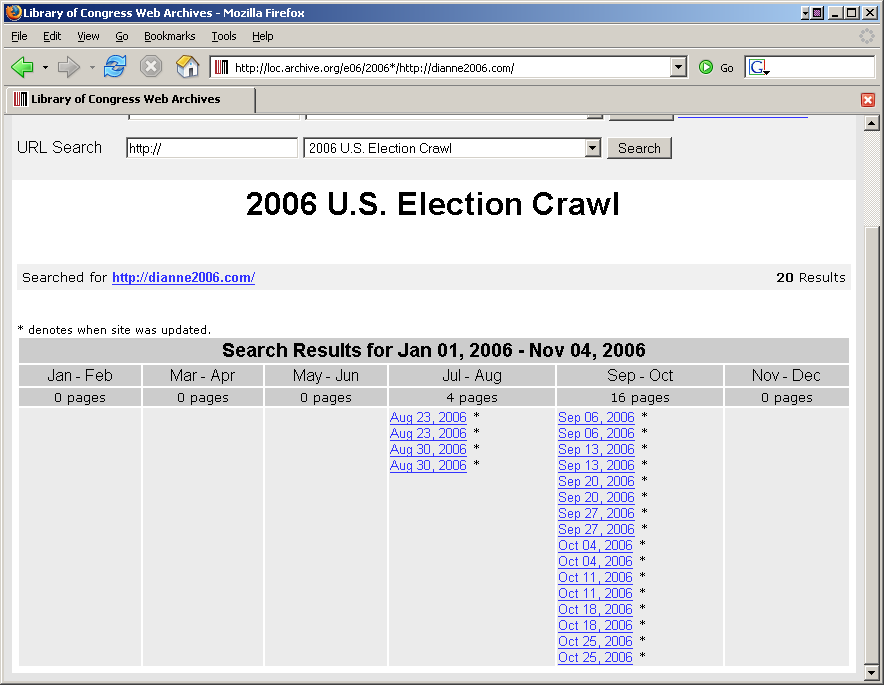 Library of Congress Web Archives - Mozilla Firefox
File Edit View Go Bookmarks Tools Help
http://loc.archive.org/e06/2006*/http://dianne2006.com/ Go G
Library of Congress Web Archives
URL Search http:// 2006 U.S. Election Crawl Search
2006 U.S. Election Crawl
Searched for http://dianne2006.com/ 20 Results
* denotes when site was updated.
Search Results for Jan 01, 2006 - Nov 04, 2006
Jan - Feb Mar - Apr May - Jun Jul - Aug Sep - Oct Nov - Dec
0 pages 0 pages 0 pages 4 pages 16 pages 0 pages
Aug 23, 2006 * Sep 06, 2006 *
Aug 23, 2006 * Sep 06, 2006 *
Aug 30, 2006 * Sep 13, 2006 *
Aug 30, 2006 * Sep 13, 2006 *
Sep 20, 2006 *
Sep 20, 2006 *
Sep 27, 2006 *
Sep 27, 2006 *
Oct 04, 2006 *
Oct 04, 2006 *
Oct 11, 2006 *
Oct 11, 2006 *
Oct 18, 2006 *
Oct 18, 2006 *
Oct 25, 2006 *
Oct 25, 2006 *